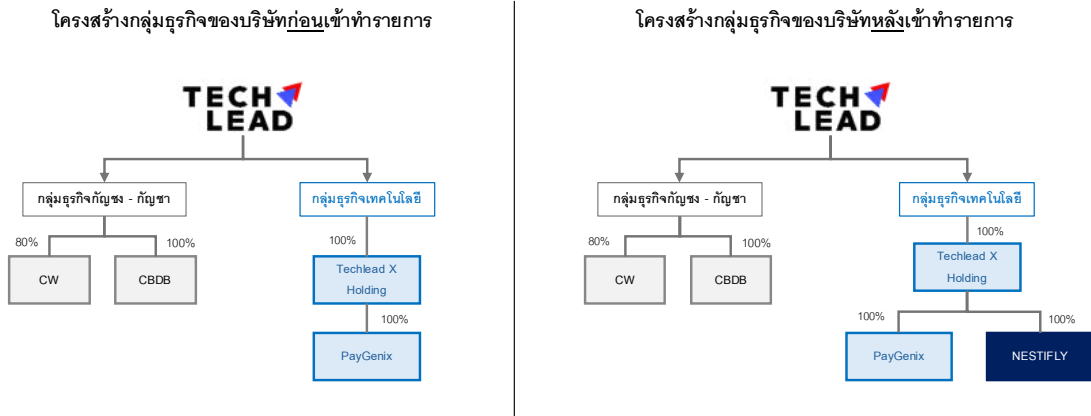 โครงสร้างกลุ่มธุรกิจของบริษัทก่อนเข้าทำรายการ
TECH
LEAD
กลุ่มธุรกิจกัญชง - กัญชา
กลุ่มธุรกิจเทคโนโลยี
80%
100%
100%
CW
CBDB
Techlead X
Holding
100%
PayGenix
โครงสร้างกลุ่มธุรกิจของบริษัทหลังเข้าทำรายการ
TECH
LEAD
กลุ่มธุรกิจกัญชง - กัญชา
กลุ่มธุรกิจเทคโนโลยี
80%
100%
100%
CW
CBDB
Techlead X
Holding
100%
100%
PayGenix
NESTIFLY